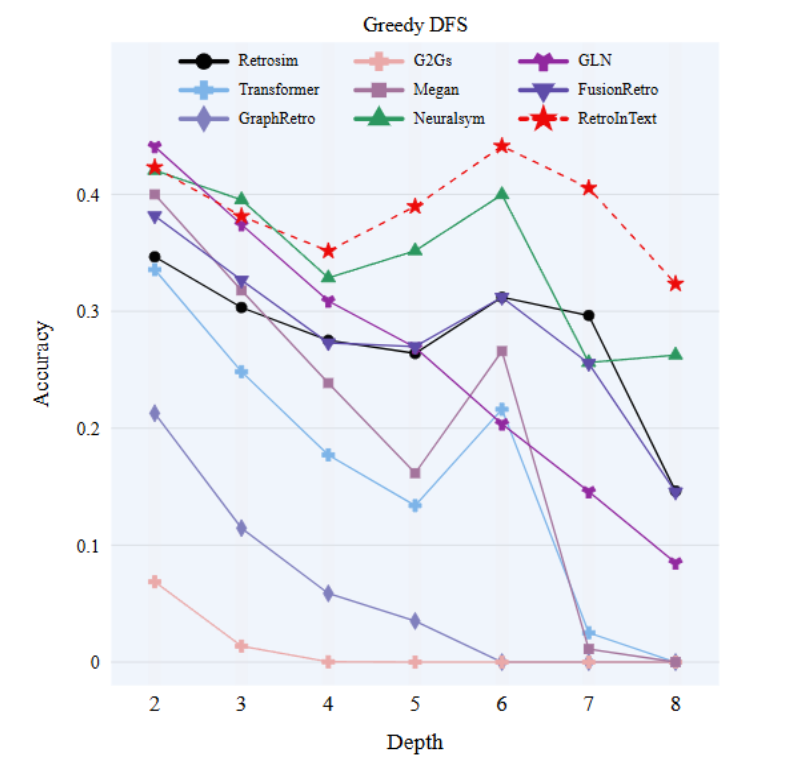 Greedy DFS
Retrosim G2Gs GLN
Transformer Megan FusionRetro
GraphRetro Neuralsym RetroInText
0.4
0.3
0.2
0.1
0
Accuracy
2 3 4 5 6 7 8
Depth